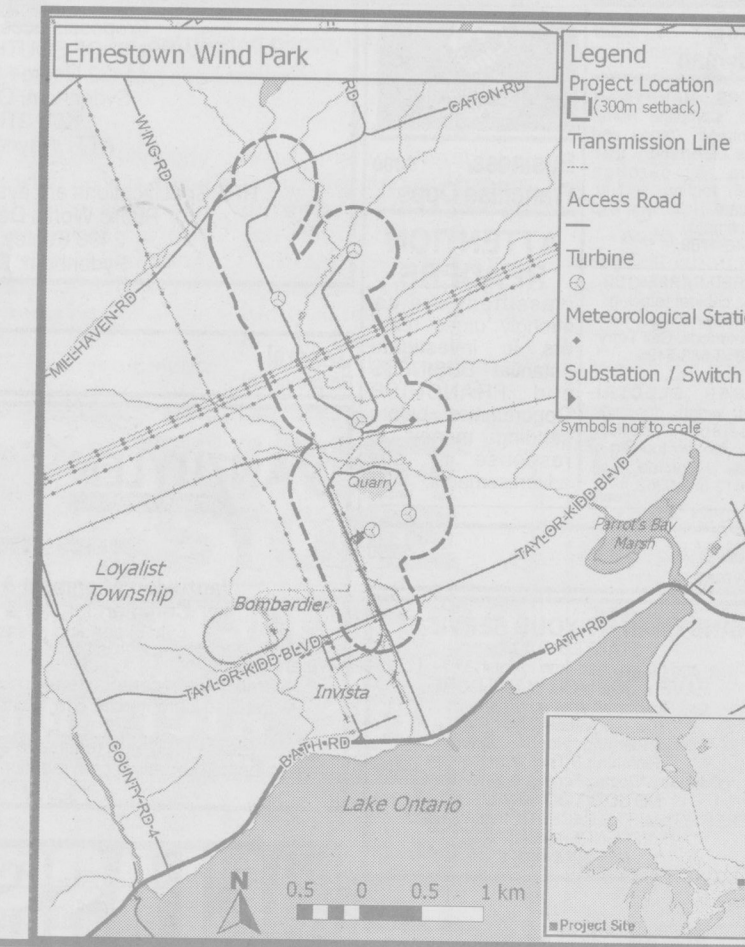 Ernestown Wind Park
Legend
Project Location
(300m setback)
Transmission Line
Access Road
Turbine
Meteorological Stati
Substation / Switch
symbols not to scale
WING RD
RD
CATON RD
MILLHAVEN RD
Quarry
TAYLOR-KIDD BLVD
Parrot's Bay
Marsh
Loyalist
Township
Bombardier
TAYLOR-KIDD BLVD
BATH RD
Invista
BATH RD
COUNTY RD 4
Lake Ontario
N
0.5 0 0.5 1 km
Project Site